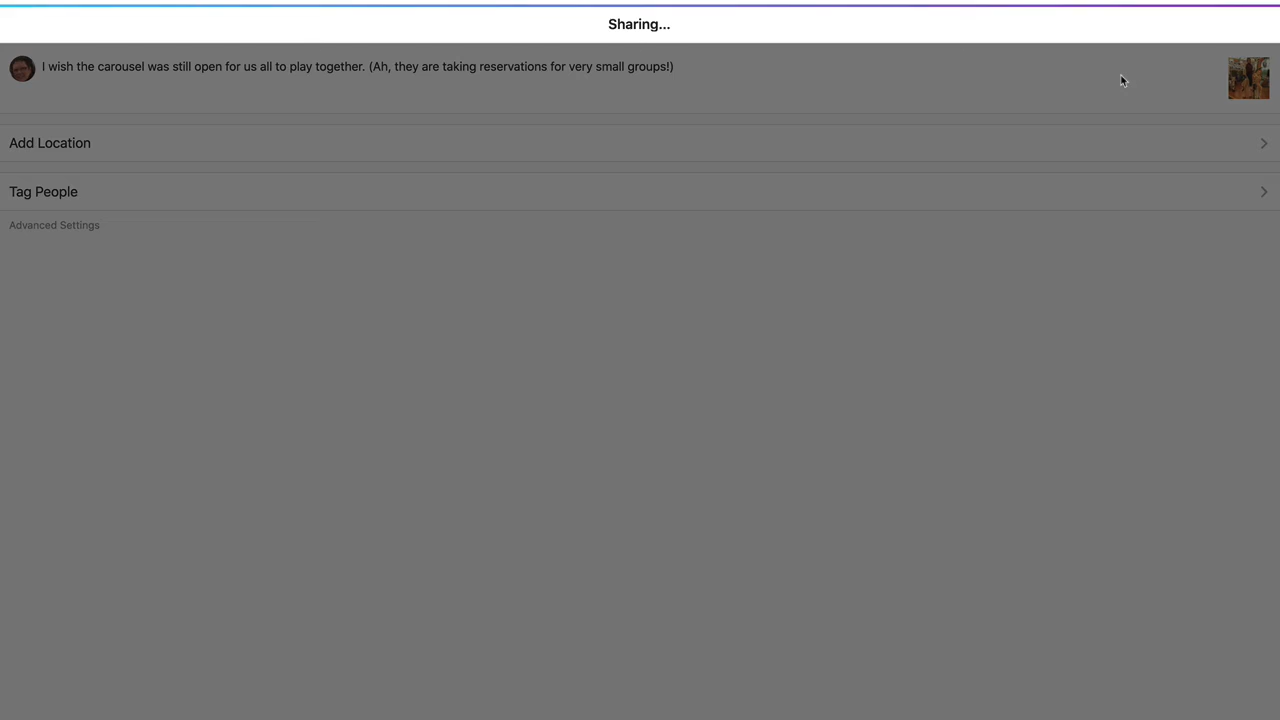 Sharing...
I wish the carousel was still open for us all to play together. (Ah, they are taking reservations for very small groups!)
Add Location
Tag People
Advanced Settings